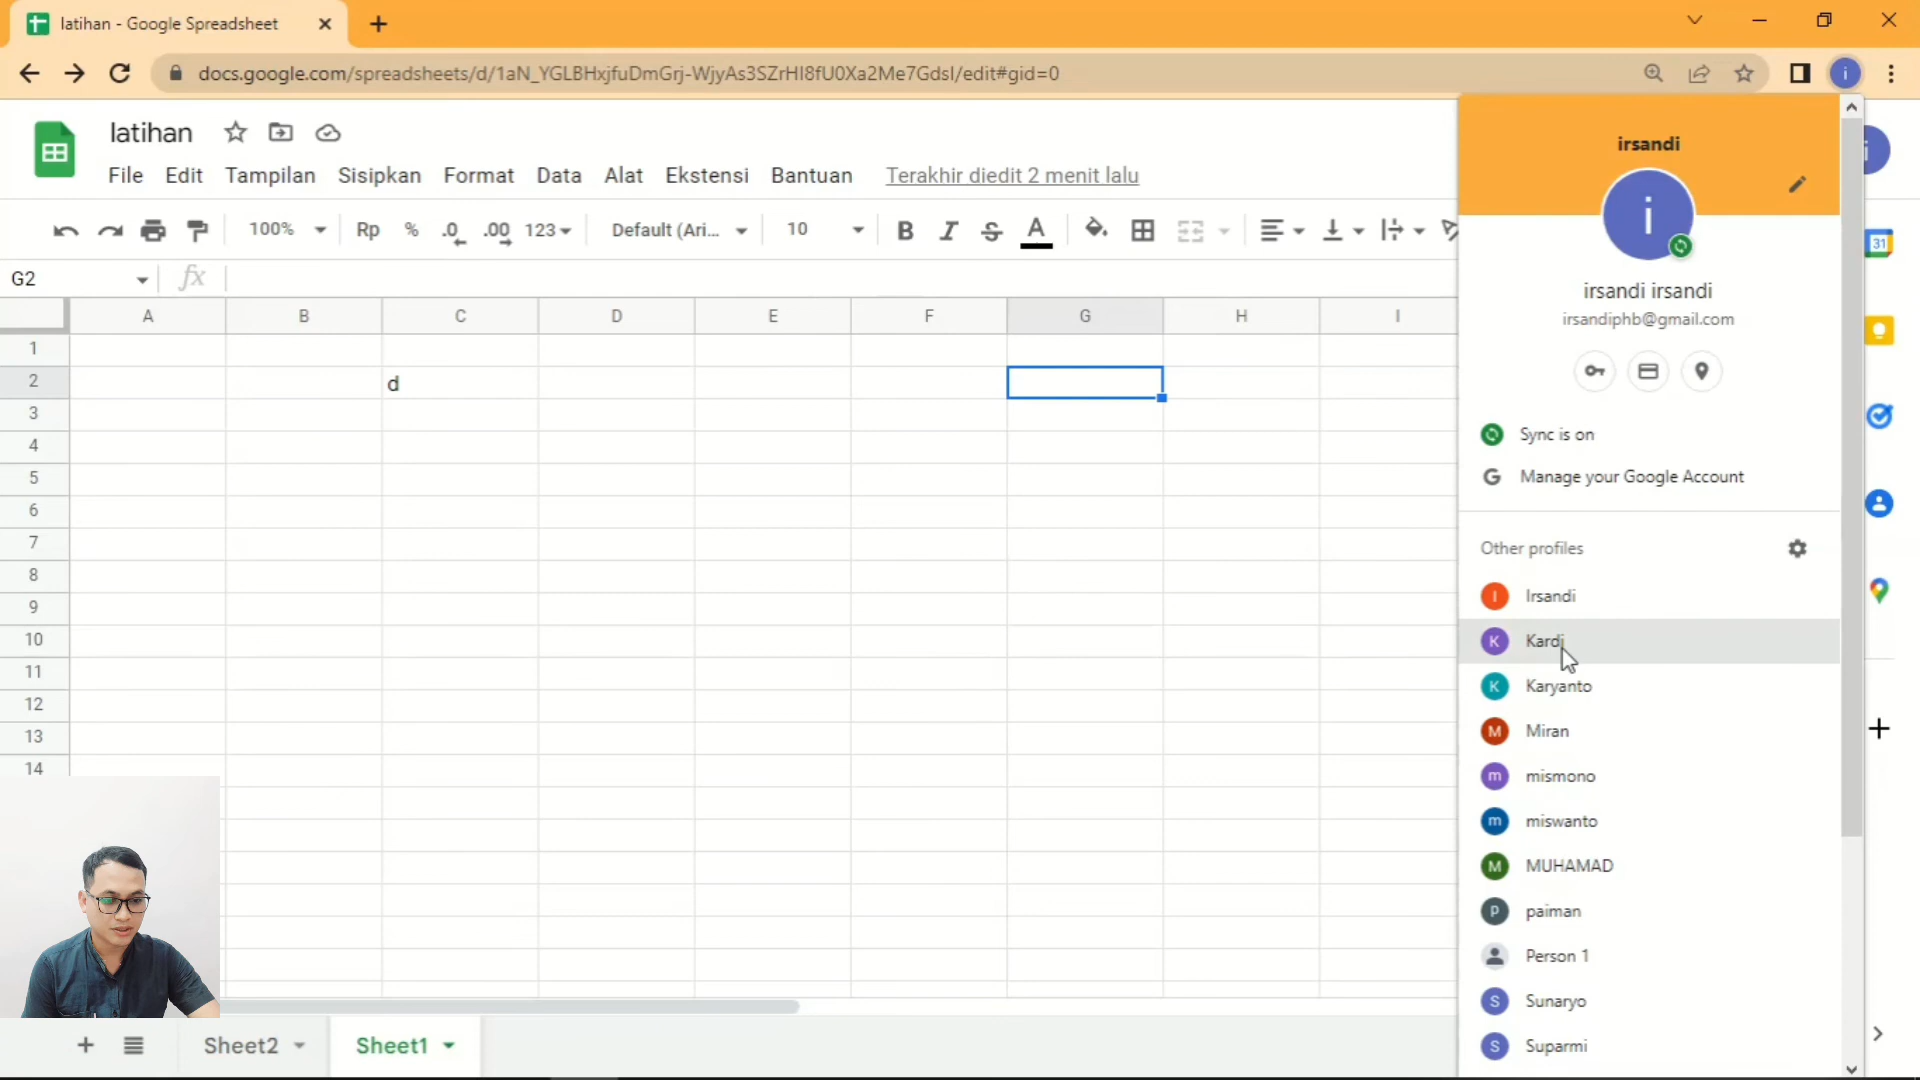 latihan - Google Spreadsheet
docs.google.com/spreadsheets/d/1aN_YGLBHxjfuDmGrj-WjyAs3SZrHI8fU0Xa2Me7GdsI/edit#gid=0
latihan
File Edit Tampilan Sisipkan Format Data Alat Ekstensi Bantuan Terakhir diedit 2 menit lalu
100% Rp % .0 .00 123 Default (Ari... 10 B I S A
G2 fx
A B C D E F G H I
1
2 d
3
4
5
6
7
8
9
10
11
12
13
14
Sheet2 Sheet1
i
irsandi
i
irsandi irsandi
irsandiphb@gmail.com
Sync is on
G Manage your Google Account
Other profiles
I Irsandi
K Kardi
K Karyanto
M Miran
m mismono
m miswanto
M MUHAMAD
p paiman
Person 1
S Sunaryo
S Suparmi
i
31